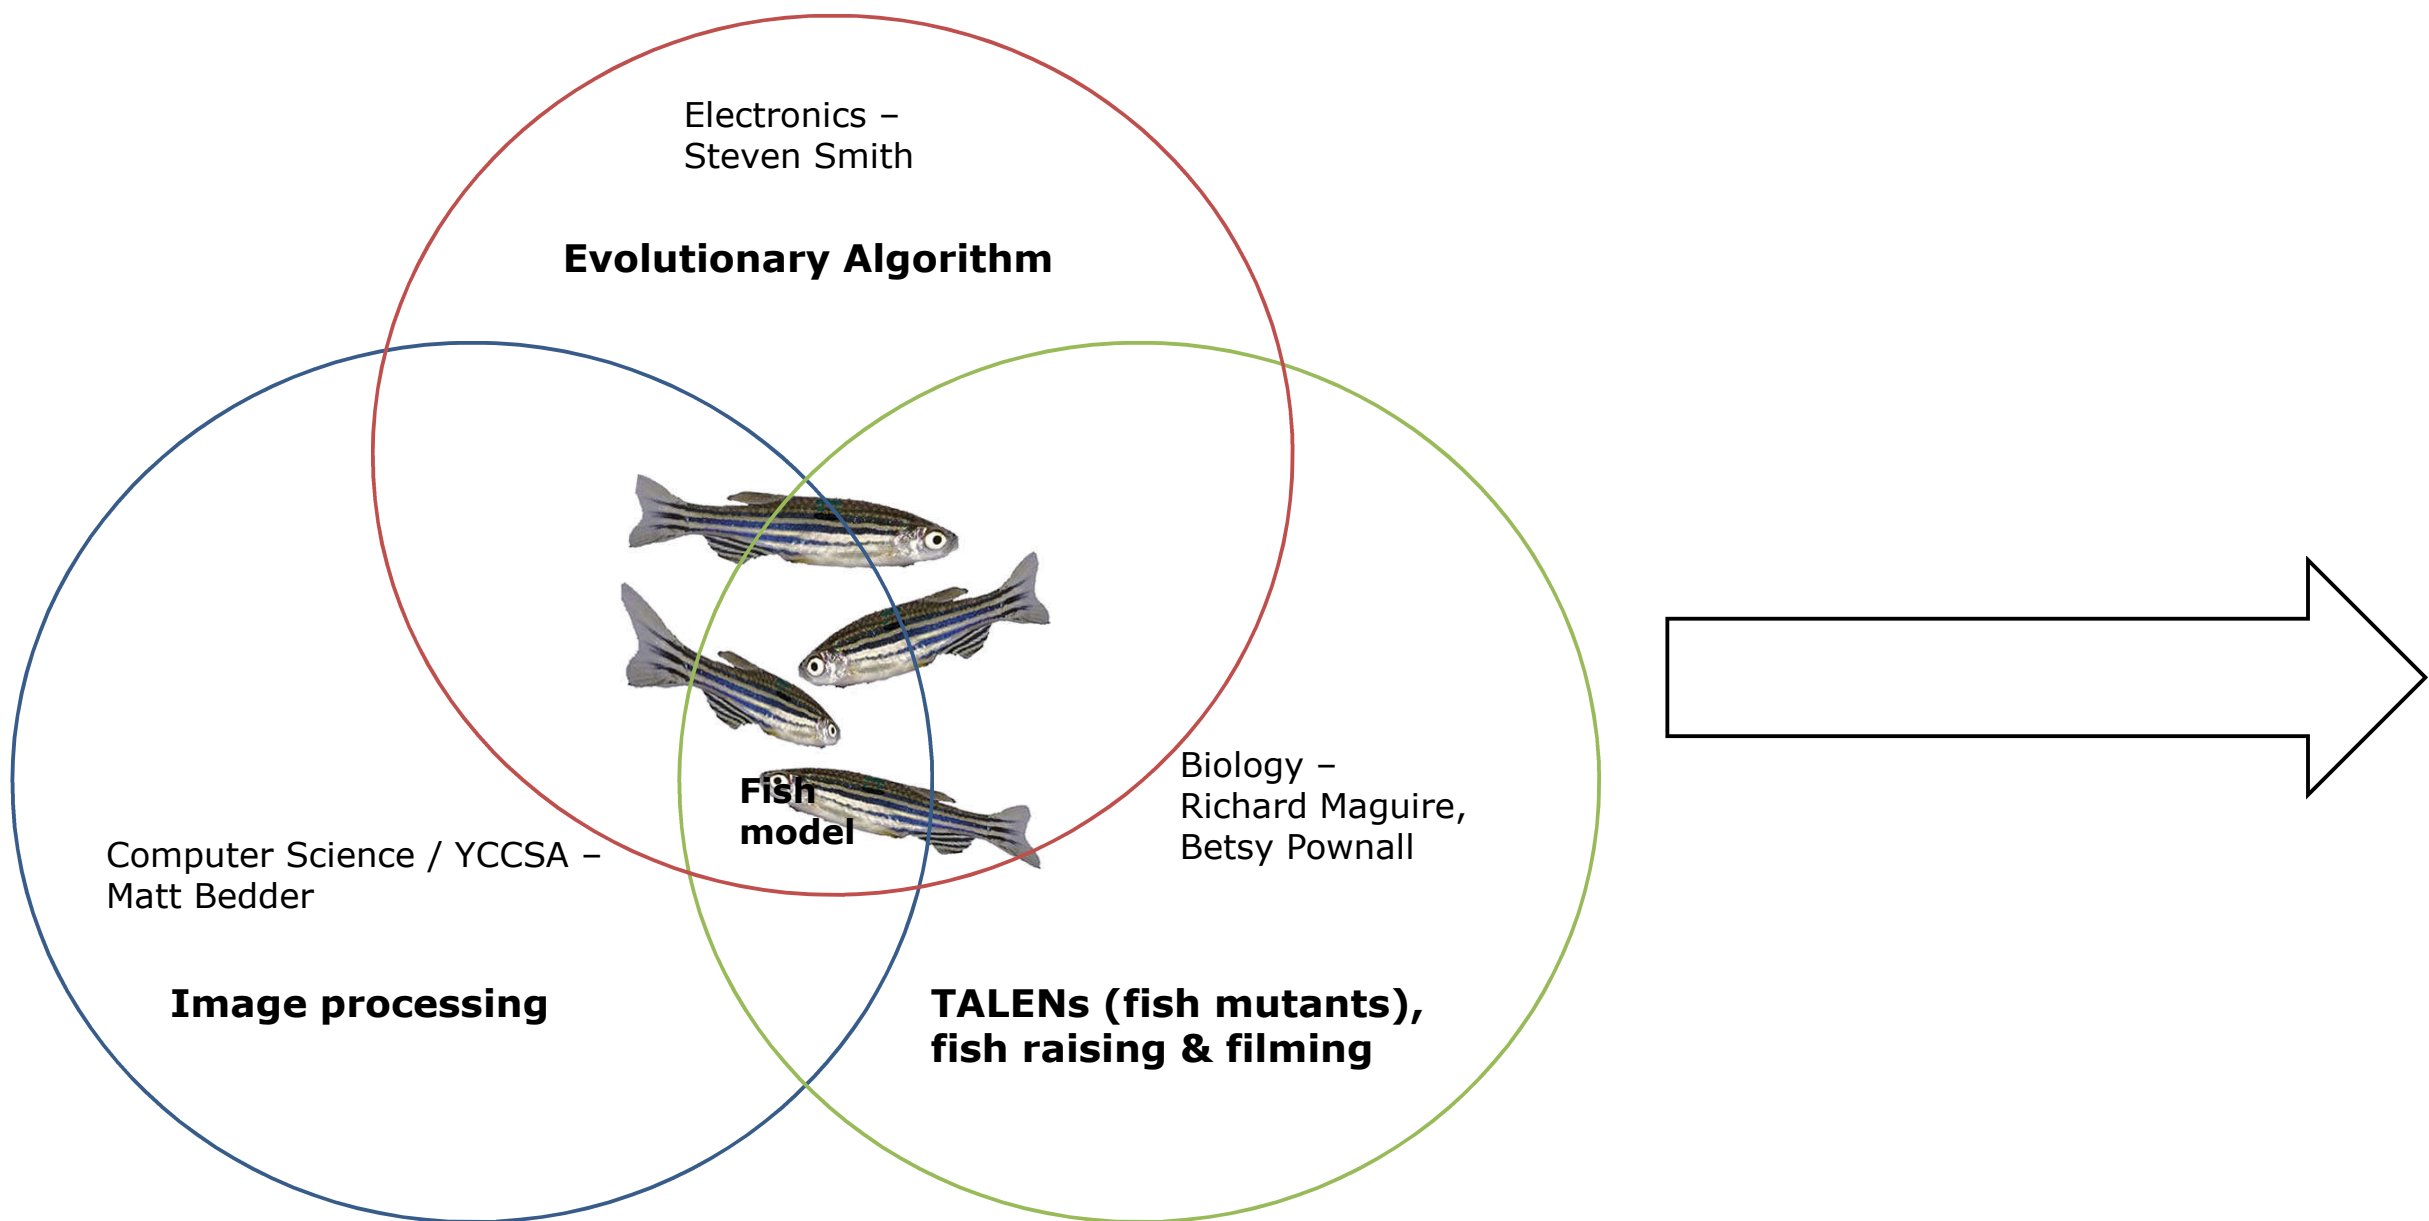 Electronics –
Steven Smith
Evolutionary Algorithm
Fish
model
Computer Science / YCCSA –
Matt Bedder
Image processing
Biology –
Richard Maguire,
Betsy Pownall
TALENs (fish mutants),
fish raising & filming